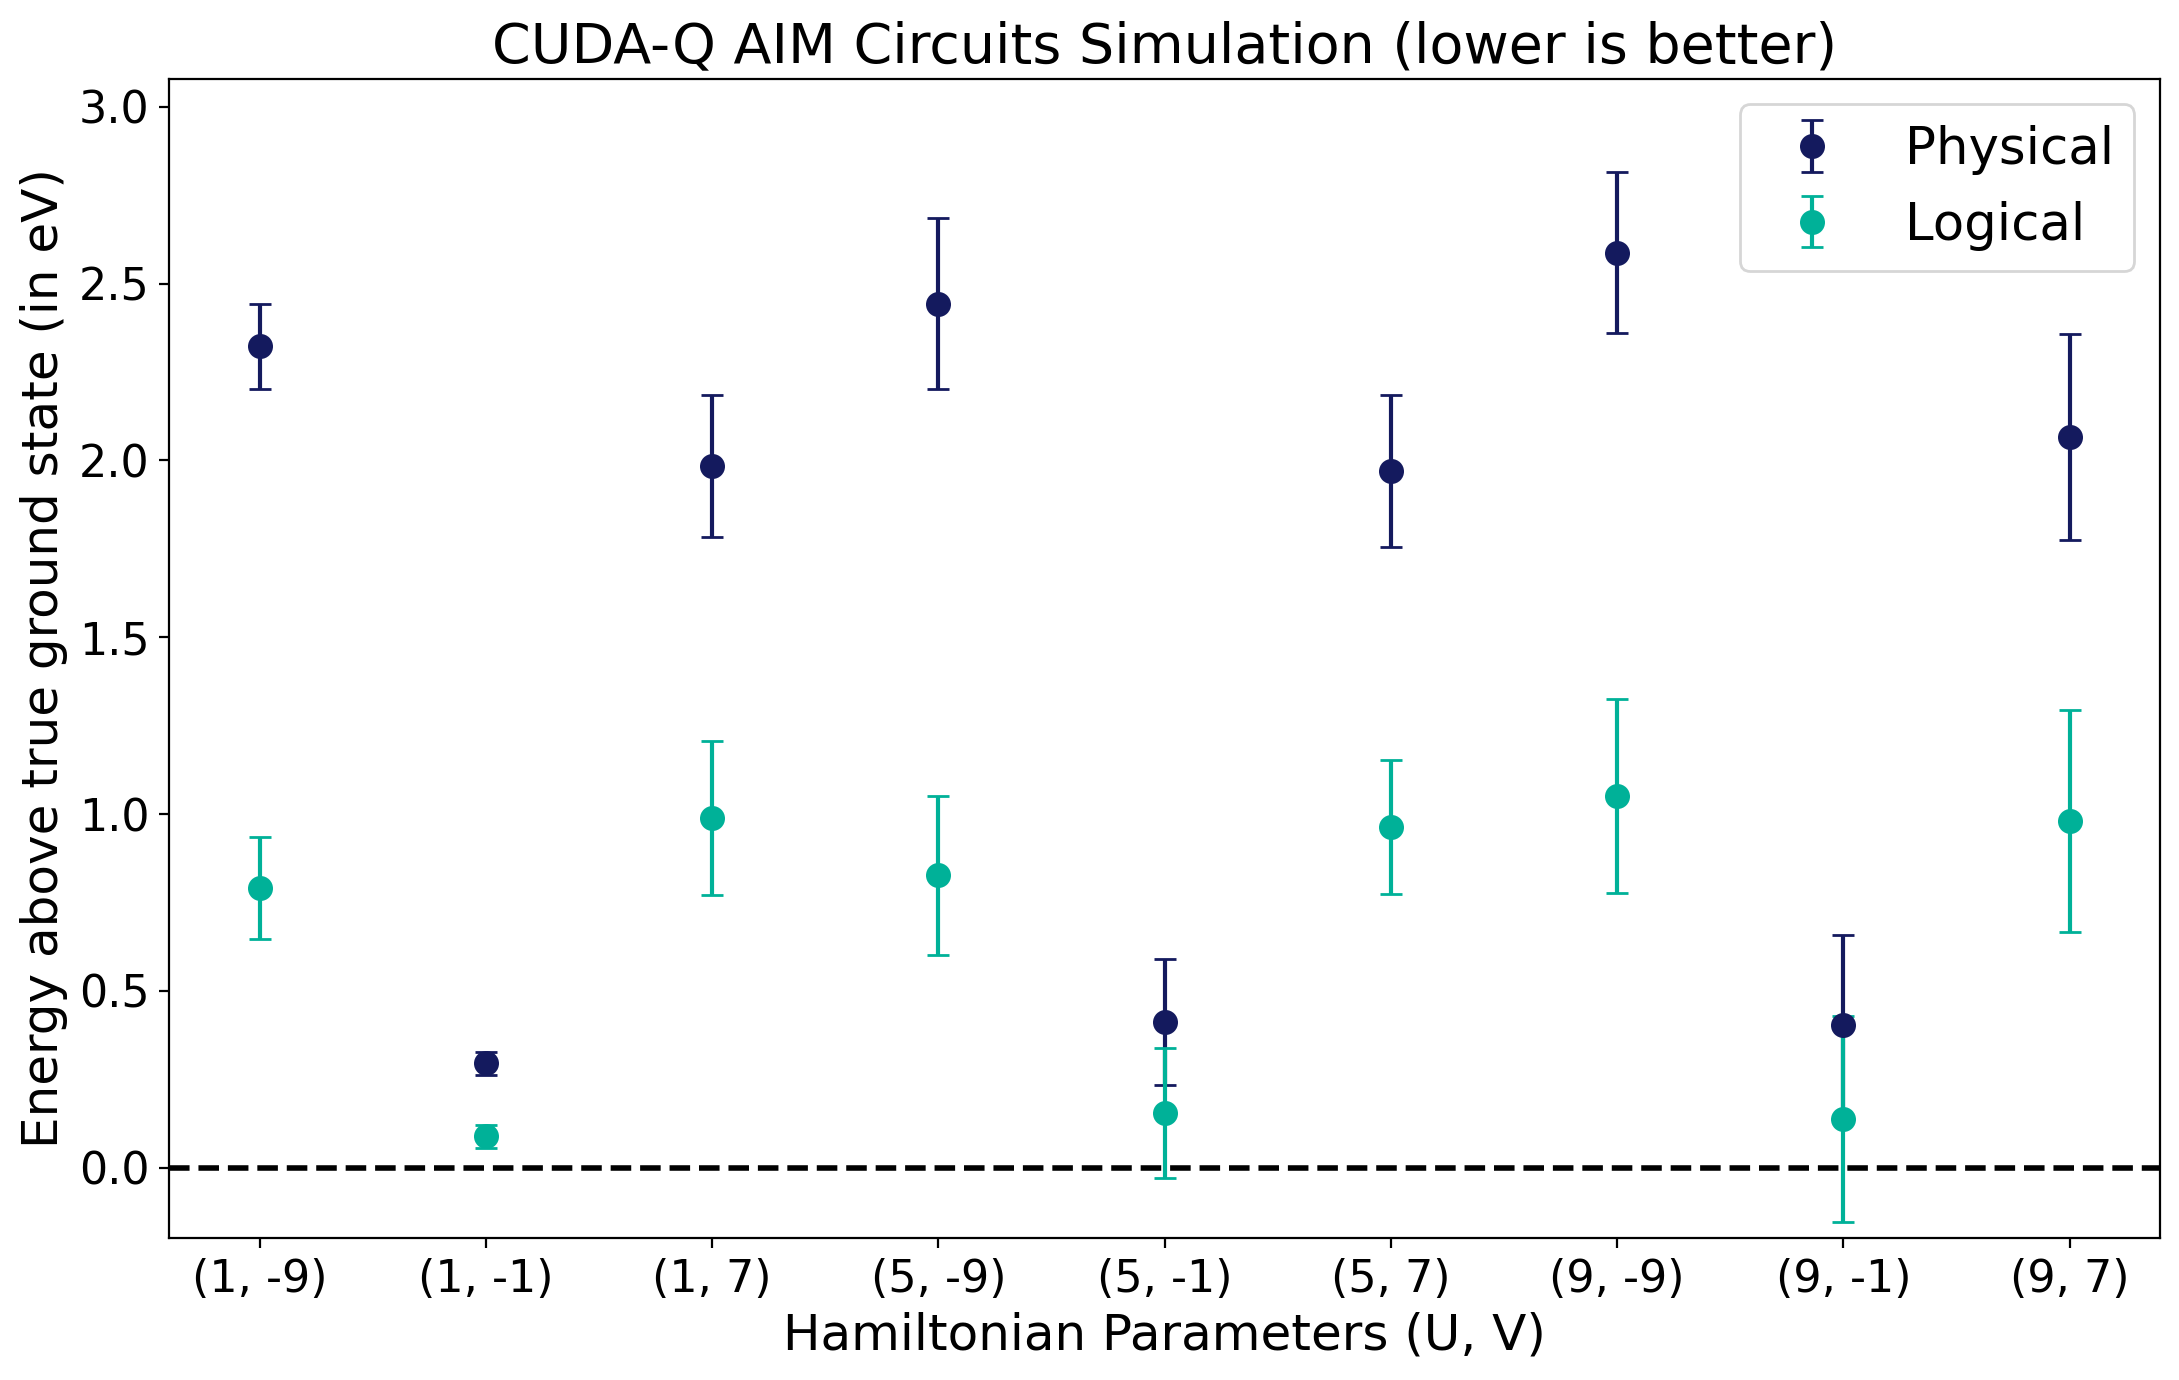 CUDA-Q AIM Circuits Simulation (lower is better)
Energy above true ground state (in eV)
3.0
2.5
2.0
1.5
1.0
0.5
0.0
Physical
Logical
(1, -9) (1, -1) (1, 7) (5, -9) (5, -1) (5, 7) (9, -9) (9, -1) (9, 7)
Hamiltonian Parameters (U, V)